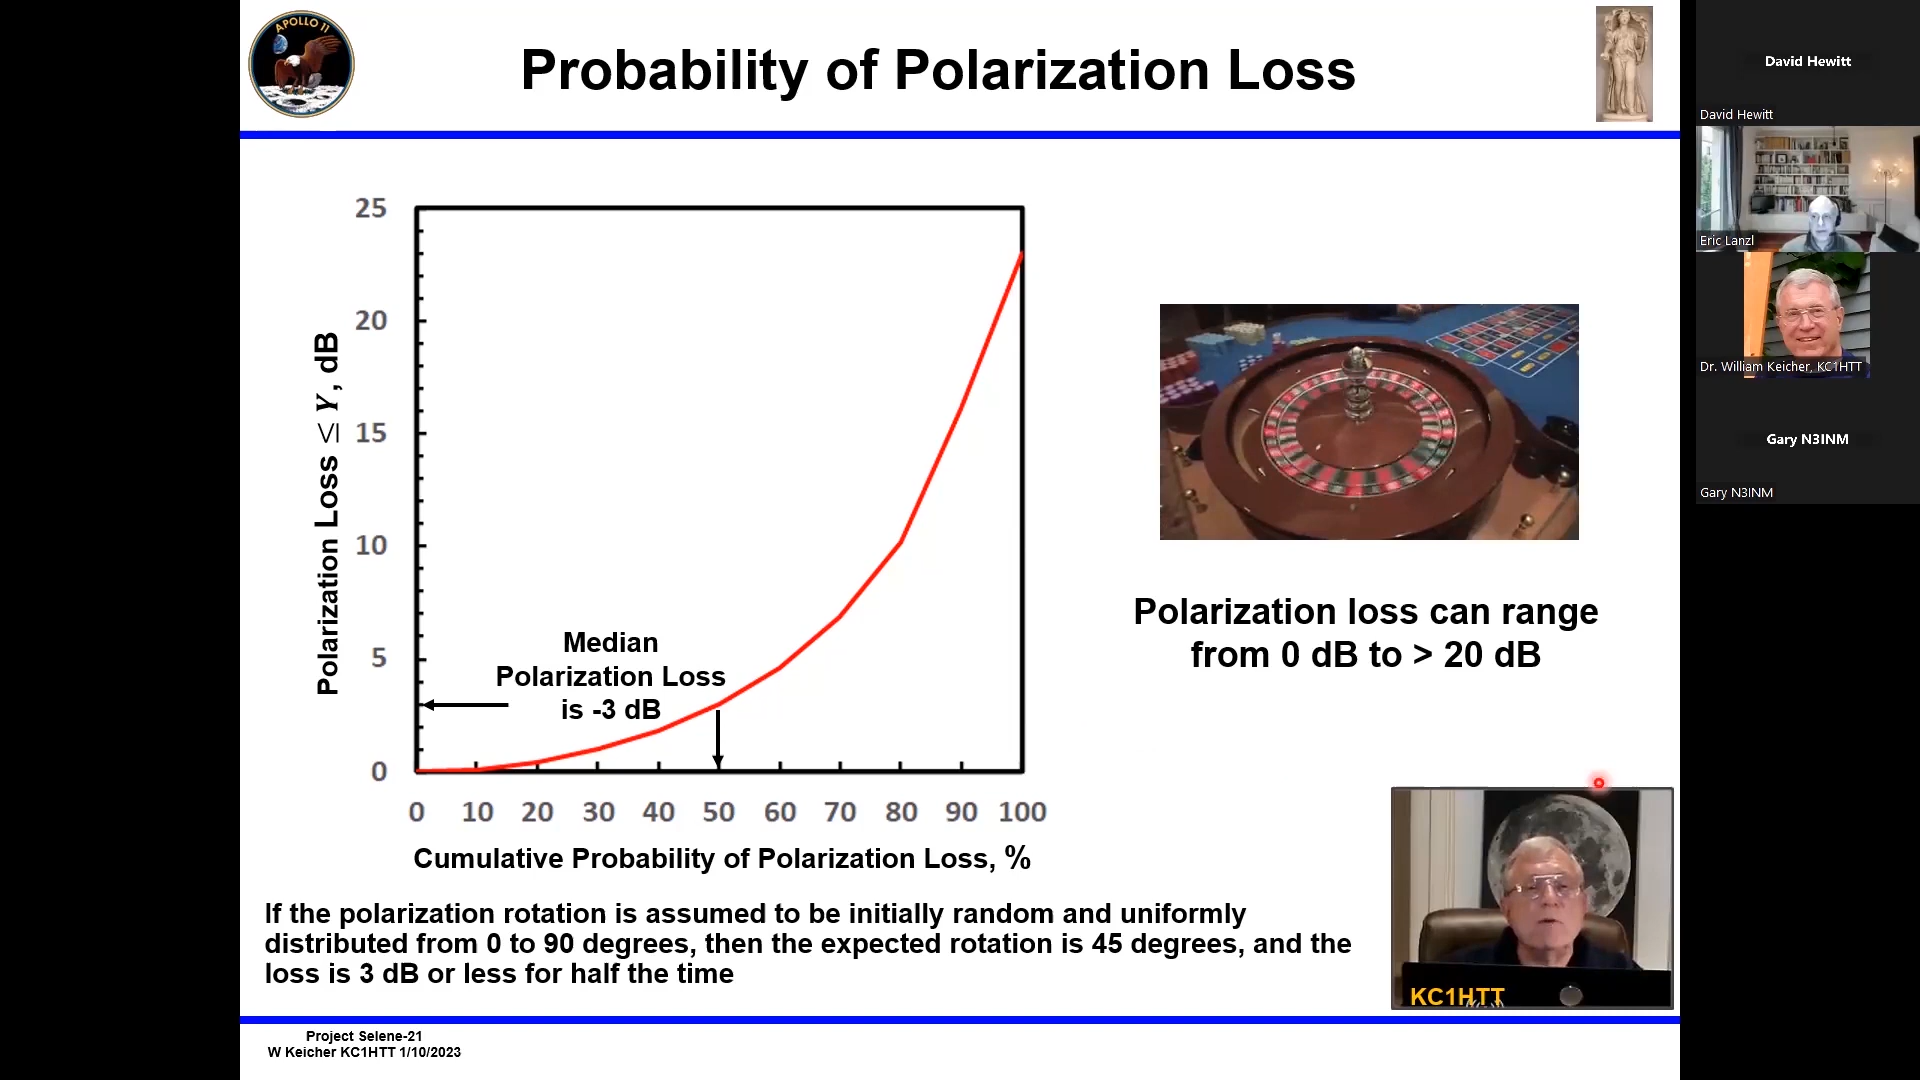 APOLLO 11
Probability of Polarization Loss
25
20
15
10
5
0
Polarization Loss ≤ Y, dB
Median
Polarization Loss
is -3 dB
0 10 20 30 40 50 60 70 80 90 100
Cumulative Probability of Polarization Loss, %
Polarization loss can range
from 0 dB to > 20 dB
If the polarization rotation is assumed to be initially random and uniformly
distributed from 0 to 90 degrees, then the expected rotation is 45 degrees, and the
loss is 3 dB or less for half the time
KC1HTT
Project Selene-21
W Keicher KC1HTT 1/10/2023
David Hewitt
David Hewitt
Eric Lanzl
Dr. William Keicher, KC1HTT
Gary N3INM
Gary N3INM